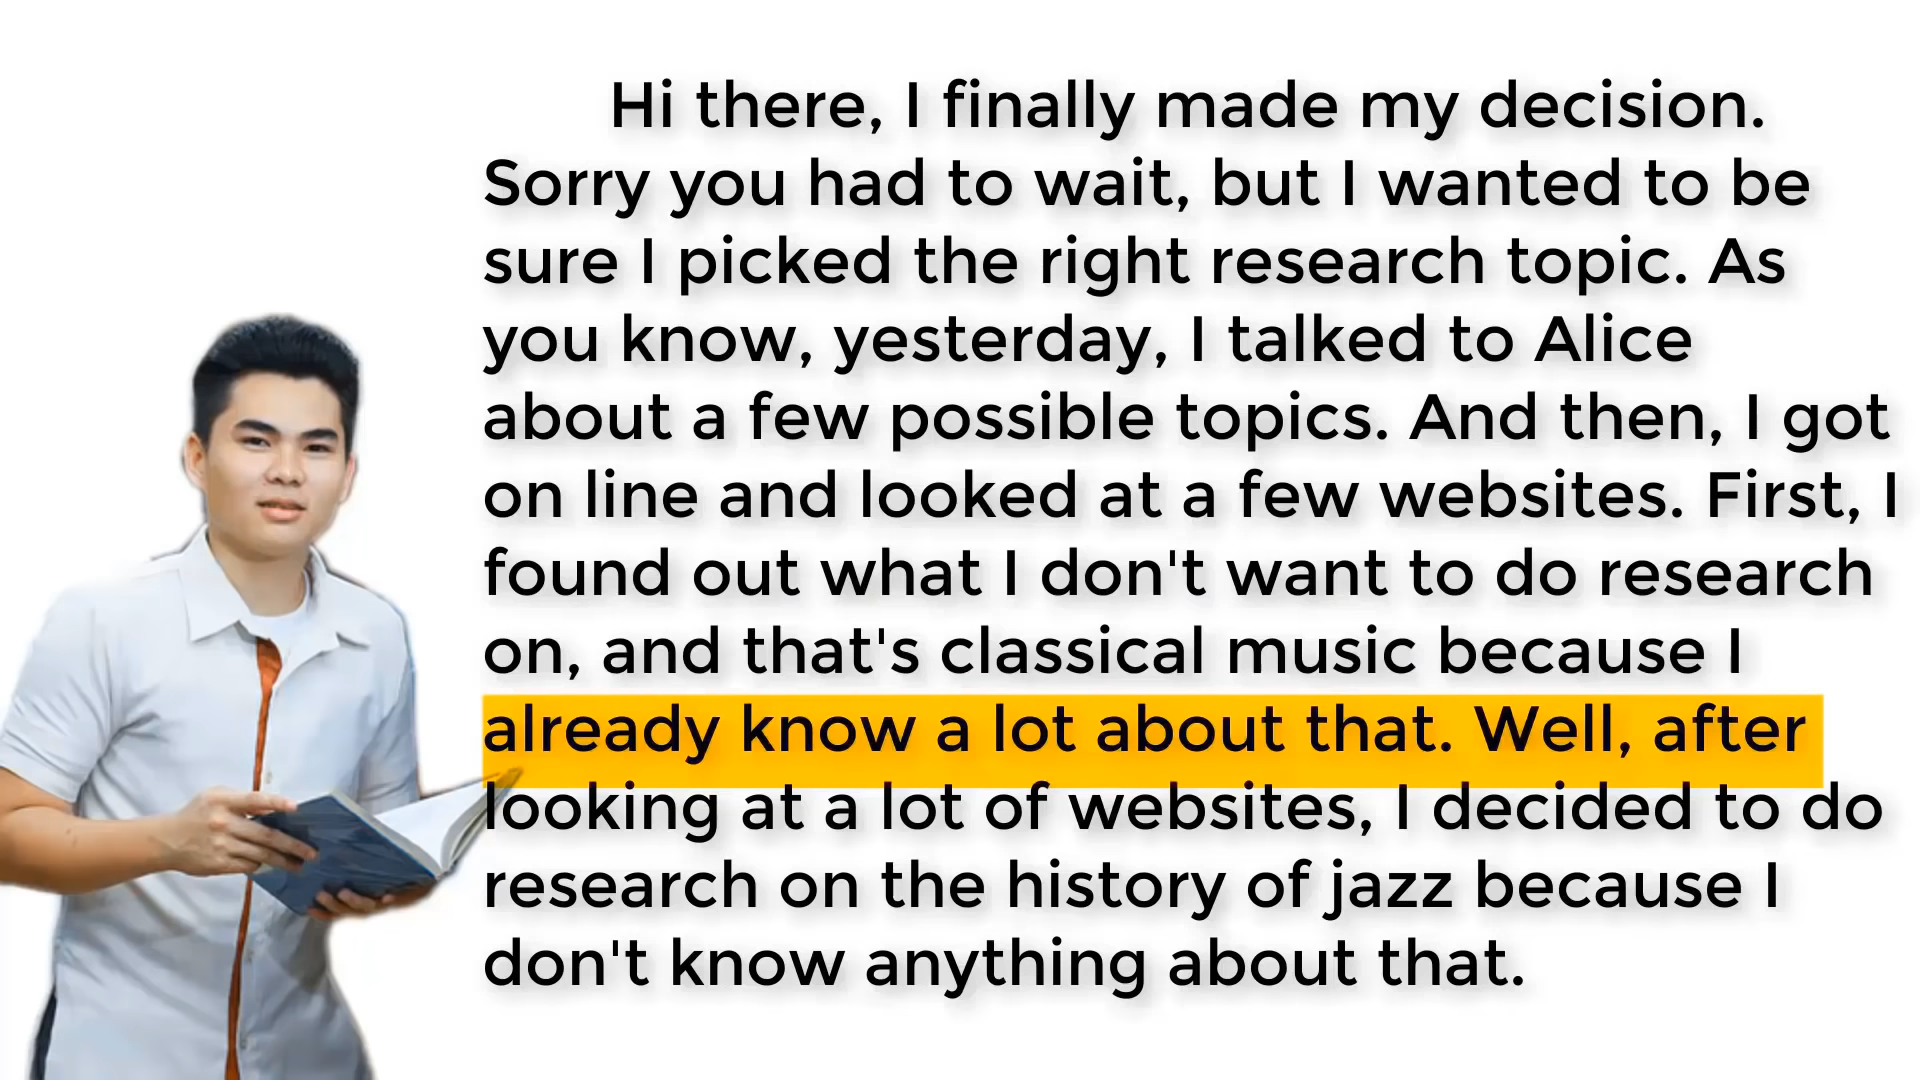 Hi there, I finally made my decision.
Sorry you had to wait, but I wanted to be
sure I picked the right research topic. As
you know, yesterday, I talked to Alice
about a few possible topics. And then, I got
on line and looked at a few websites. First, I
found out what I don't want to do research
on, and that's classical music because I
already know a lot about that. Well, after
looking at a lot of websites, I decided to do
research on the history of jazz because I
don't know anything about that.